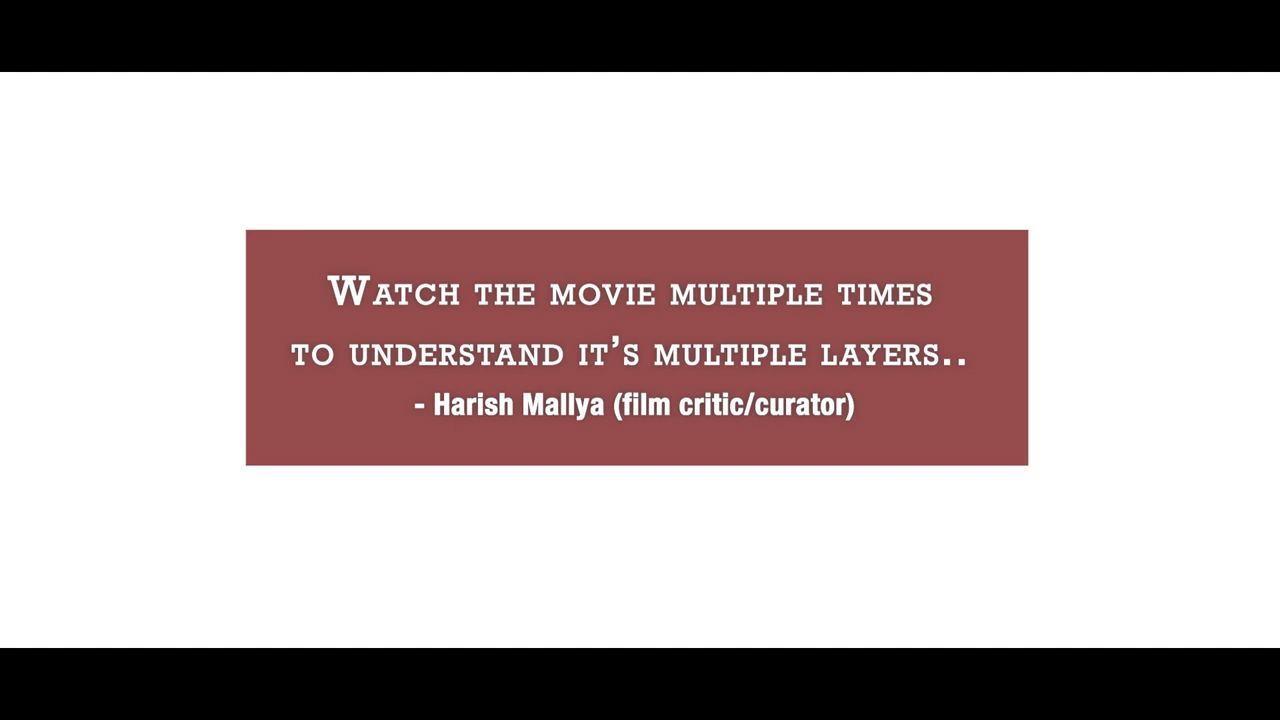 Watch the movie multiple times
to understand it's multiple layers..
- Harish Mallya (film critic/curator)